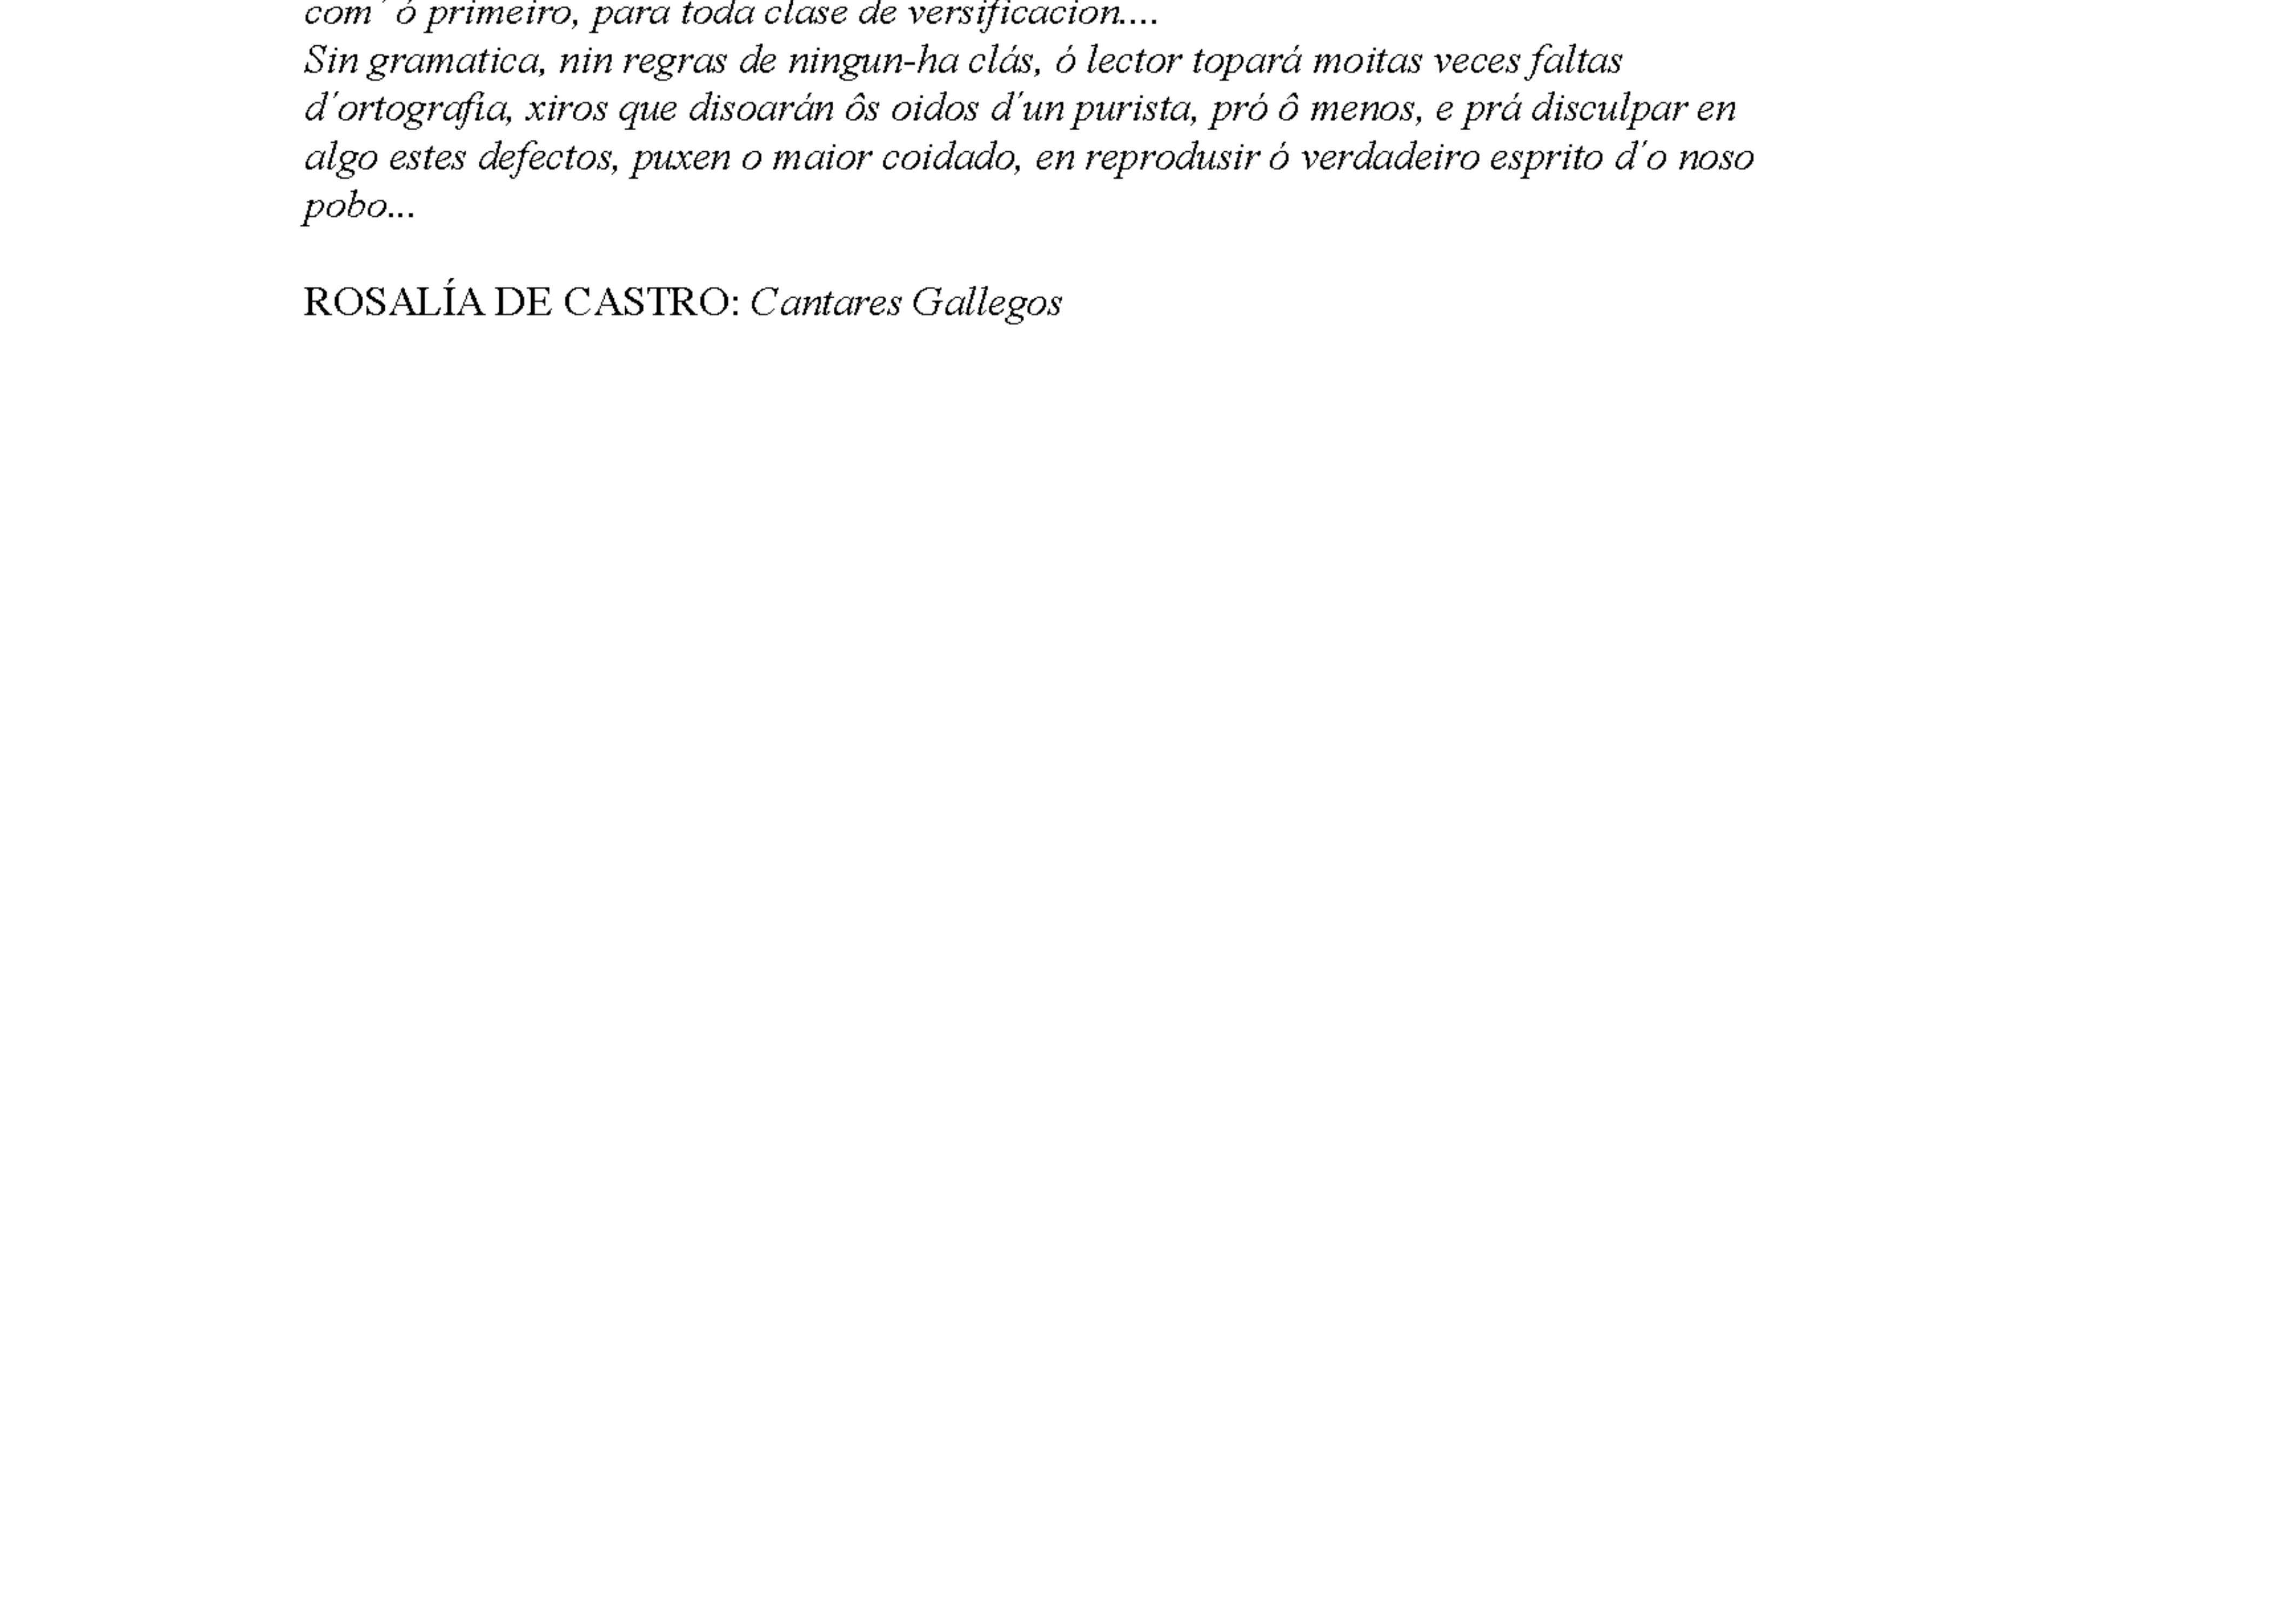 com´ ó primeiro, para toda clase de versificacion....
Sin gramatica, nin regras de ningun-ha clás, ó lector topará moitas veces faltas
d´ortografía, xiros que disoarán ôs oidos d´un purista, pró ô menos, e prá disculpar en
algo estes defectos, puxen o maior coidado, en reprodusir ó verdadeiro esprito d´o noso
pobo...
ROSALÍA DE CASTRO: Cantares Gallegos